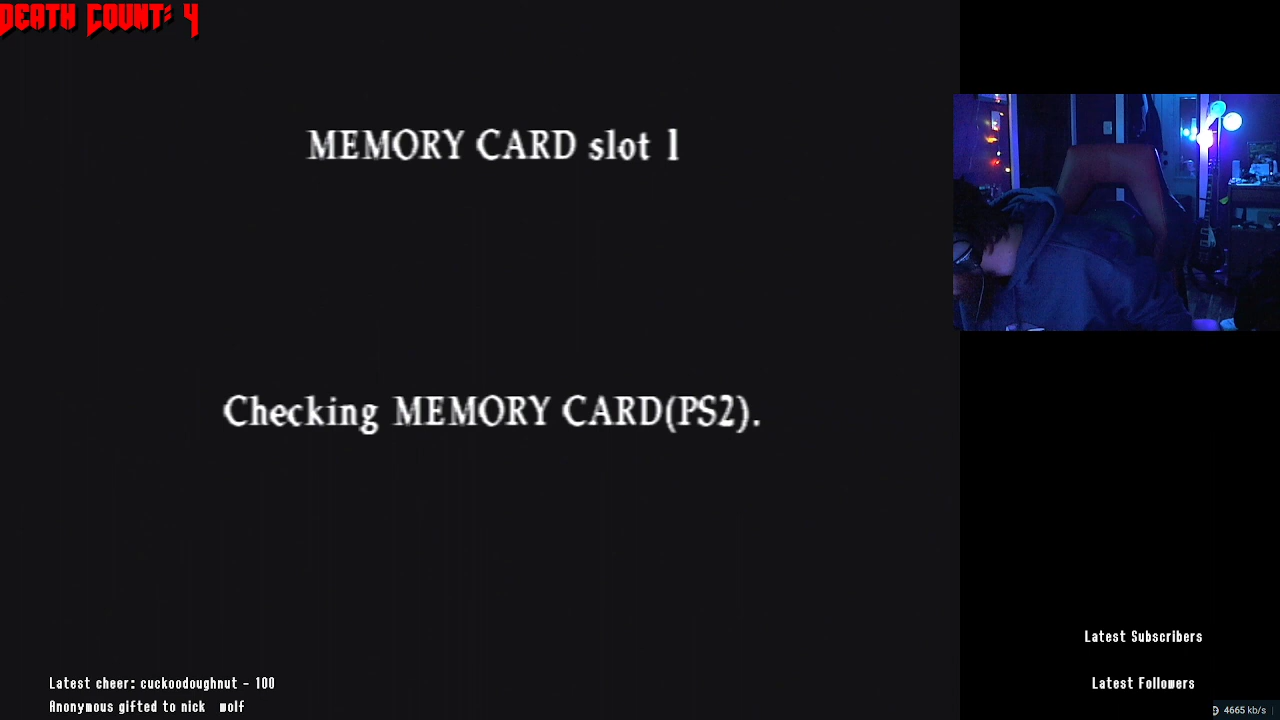 DEATH COUNT: 4
MEMORY CARD slot 1
Checking MEMORY CARD(PS2).
Latest Subscribers
Latest cheer: cuckoodoughnut - 100
Latest Followers
Anonymous gifted to nick wolf
4665 kb/s